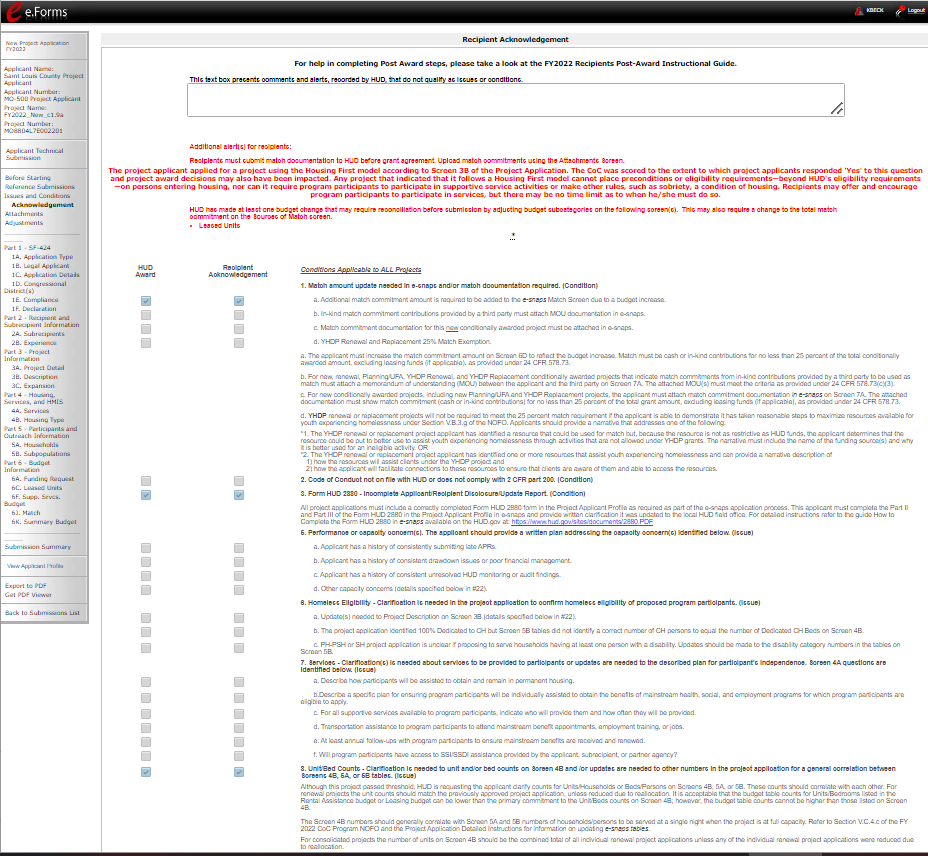 e.Forms
KBECK
Logout
New Project Application
FY2022
Applicant Name:
Saint Louis County Project
Applicant
Applicant Number:
MO-500 Project Applicant
Project Name:
FY2022_New_c1.9a
Project Number:
MO8804L7E002201
Applicant Technical
Submission
Before Starting
Reference Submissions
Issues and Conditions
Acknowledgement
Attachments
Adjustments
Part 1 - SF-424
1A. Application Type
1B. Legal Applicant
1C. Application Details
1D. Congressional
District(s)
1E. Compliance
1F. Declaration
Part 2 - Recipient and
Subrecipient Information
2A. Subrecipients
2B. Experience
Part 3 - Project
Information
3A. Project Detail
3B. Description
3C. Expansion
Part 4 - Housing,
Services, and HMIS
4A. Services
4B. Housing Type
Part 5 - Participants and
Outreach Information
5A. Households
5B. Subpopulations
Part 6 - Budget
Information
6A. Funding Request
6C. Leased Units
6F. Supp. Srvcs.
Budget
6J. Match
6K. Summary Budget
Submission Summary
View Applicant Profile
Export to PDF
Get PDF Viewer
Back to Submissions List
Recipient Acknowledgement
For help in completing Post Award steps, please take a look at the FY2022 Recipients Post-Award Instructional Guide.
This text box presents comments and alerts, recorded by HUD, that do not qualify as issues or conditions.
Additional alert(s) for recipients:
Recipients must submit match documentation to HUD before grant agreement. Upload match commitments using the Attachments Screen.
The project applicant applied for a project using the Housing First model according to Screen 3B of the Project Application. The CoC was scored to the extent to which project applicants responded 'Yes' to this question
and project award decisions may also have been impacted. Any project that indicated that it follows a Housing First model cannot place preconditions or eligibility requirements—beyond HUD's eligibility requirements
—on persons entering housing, nor can it require program participants to participate in supportive service activities or make other rules, such as sobriety, a condition of housing. Recipients may offer and encourage
program participants to participate in services, but there may be no time limit as to when he/she must do so.
HUD has made at least one budget change that may require reconciliation before submission by adjusting budget subcategories on the following screen(s). This may also require a change to the total match
commitment on the Sources of Match screen.
• Leased Units
*
HUD
Award
Recipient
Acknowledgement
Conditions Applicable to ALL Projects
1. Match amount update needed in e-snaps and/or match documentation required. (Condition)
a. Additional match commitment amount is required to be added to the e-snaps Match Screen due to a budget increase.
b. In-kind match commitment contributions provided by a third party must attach MOU documentation in e-snaps.
c. Match commitment documentation for this new conditionally awarded project must be attached in e-snaps.
d. YHDP Renewal and Replacement 25% Match Exemption.
a. The applicant must increase the match commitment amount on Screen 6D to reflect the budget increase. Match must be cash or in-kind contributions for no less than 25 percent of the total conditionally
awarded amount, excluding leasing funds (if applicable), as provided under 24 CFR 578.73.
b. For new, renewal, Planning/UFA, YHDP Renewal, and YHDP Replacement conditionally awarded projects that indicate match commitments from in-kind contributions provided by a third party to be used as
match must attach a memorandum of understanding (MOU) between the applicant and the third party on Screen 7A. The attached MOU(s) must meet the criteria as provided under 24 CFR 578.73(c)(3).
c. For new conditionally awarded projects, including new Planning/UFA and YHDP Replacement projects, the applicant must attach match commitment documentation in e-snaps on Screen 7A. The attached
documentation must show match commitment (cash or in-kind contributions) for no less than 25 percent of the total grant amount, excluding leasing funds (if applicable), as provided under 24 CFR 578.73.
d. YHDP renewal or replacement projects will not be required to meet the 25 percent match requirement if the applicant is able to demonstrate it has taken reasonable steps to maximize resources available for
youth experiencing homelessness under Section V.B.3.g of the NOFO. Applicants should provide a narrative that addresses one of the following:
*1. The YHDP renewal or replacement project applicant has identified a resource that could be used for match but, because the resource is not as restrictive as HUD funds, the applicant determines that the
resource could be put to better use to assist youth experiencing homelessness through activities that are not allowed under YHDP grants. The narrative must include the name of the funding source(s) and why
it is better used for an ineligible activity. OR
*2. The YHDP renewal or replacement project applicant has identified one or more resources that assist youth experiencing homelessness and can provide a narrative description of
1) how the resources will assist clients under the YHDP project and
2) how the applicant will facilitate connections to these resources to ensure that clients are aware of them and able to access the resources.
2. Code of Conduct not on file with HUD or does not comply with 2 CFR part 200. (Condition)
3. Form HUD 2880 - Incomplete Applicant/Recipient Disclosure/Update Report. (Condition)
All project applications must include a correctly completed Form HUD 2880 form in the Project Applicant Profile as required as part of the e-snaps application process. This applicant must complete the Part II
and Part III of the Form HUD 2880 in the Project Applicant Profile in e-snaps and provide written clarification it was updated to the local HUD field office. For detailed instructions refer to the guide How to
Complete the Form HUD 2880 in e-snaps available on the HUD.gov at: https://www.hud.gov/sites/documents/2880.PDF
5. Performance or capacity concern(s). The applicant should provide a written plan addressing the capacity concern(s) identified below. (Issue)
a. Applicant has a history of consistently submitting late APRs.
b. Applicant has a history of consistent drawdown issues or poor financial management.
c. Applicant has a history of consistent unresolved HUD monitoring or audit findings.
d. Other capacity concerns (details specified below in #22).
6. Homeless Eligibility - Clarification is needed in the project application to confirm homeless eligibility of proposed program participants. (Issue)
a. Update(s) needed to Project Description on Screen 3B (details specified below in #22).
b. The project application identified 100% Dedicated to CH but Screen 5B tables did not identify a correct number of CH persons to equal the number of Dedicated CH Beds on Screen 4B.
c. PH-PSH or SH project application is unclear if proposing to serve households having at least one person with a disability. Updates should be made to the disability category numbers in the tables on
Screen 5B.
7. Services - Clarification(s) is needed about services to be provided to participants or updates are needed to the described plan for participant's independence. Screen 4A questions are
identified below. (Issue)
a. Describe how participants will be assisted to obtain and remain in permanent housing.
b.Describe a specific plan for ensuring program participants will be individually assisted to obtain the benefits of mainstream health, social, and employment programs for which program participants are
eligible to apply.
c. For all supportive services available to program participants, indicate who will provide them and how often they will be provided.
d. Transportation assistance to program participants to attend mainstream benefit appointments, employment training, or jobs.
e. At least annual follow-ups with program participants to ensure mainstream benefits are received and renewed.
f. Will program participants have access to SSI/SSDI assistance provided by the applicant, subrecipient, or partner agency?
8. Unit/Bed Counts - Clarification is needed to unit and/or bed counts on Screen 4B and /or updates are needed to other numbers in the project application for a general correlation between
Screens 4B, 5A, or 5B tables. (Issue)
Although this project passed threshold, HUD is requesting the applicant clarify counts for Units/Households or Beds/Persons on Screens 4B, 5A, or 5B. These counts should correlate with each other. For
renewal projects the unit counts should match the previously approved project application, unless reduced due to reallocation. It is acceptable that the budget table counts for Units/Bedrooms listed in the
Rental Assistance budget or Leasing budget can be lower than the primary commitment to the Unit/Beds counts on Screen 4B; however, the budget table counts cannot be higher than those listed on Screen
4B.
The Screen 4B numbers should generally correlate with Screen 5A and 5B numbers of households/persons to be served at a single night when the project is at full capacity. Refer to Section V.C.4.c of the FY
2022 CoC Program NOFO and the Project Application Detailed Instructions for information on updating e-snaps tables.
For consolidated projects the number of units on Screen 4B should be the combined total of all individual renewal project applications unless any of the individual renewal project applications were reduced due
to reallocation.